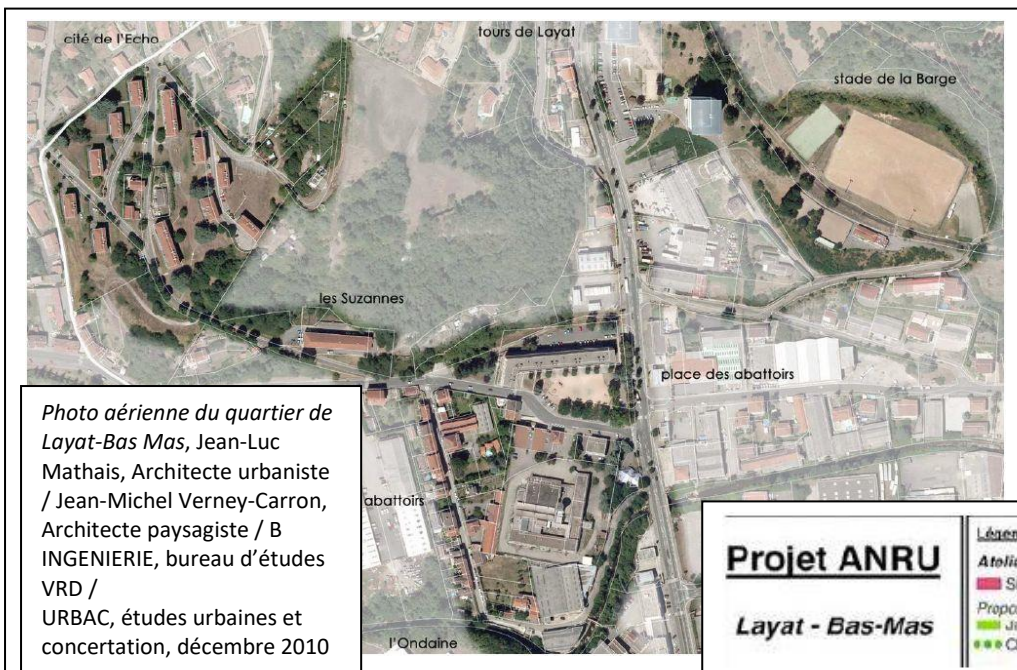 cité de l'Echo
tours de Layat
stade de la Barge
les Suzannes
place des abattoirs
abattoirs
l'Ondaine
Photo aérienne du quartier de
Layat-Bas Mas, Jean-Luc
Mathais, Architecte urbaniste
/ Jean-Michel Verney-Carron,
Architecte paysagiste / B
INGENIERIE, bureau d'études
VRD /
URBAC, études urbaines et
concertation, décembre 2010
Projet ANRU
Layat - Bas-Mas